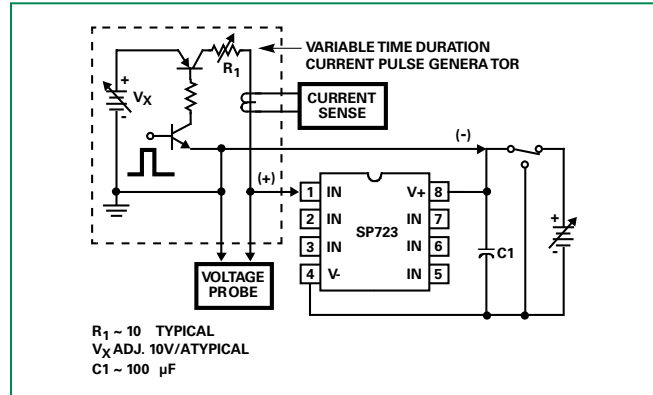 VARIABLE TIME DURATION
CURRENT PULSE GENERATOR
R1
+
VX
-
CURRENT
SENSE
(-)
(+)
1 IN V+ 8
2 IN IN 7
SP723
3 IN IN 6
4 V- IN 5
+
-
C1
VOLTAGE
PROBE
R1 ~ 10 TYPICAL
VX ADJ. 10V/ATYPICAL
C1 ~ 100 µF